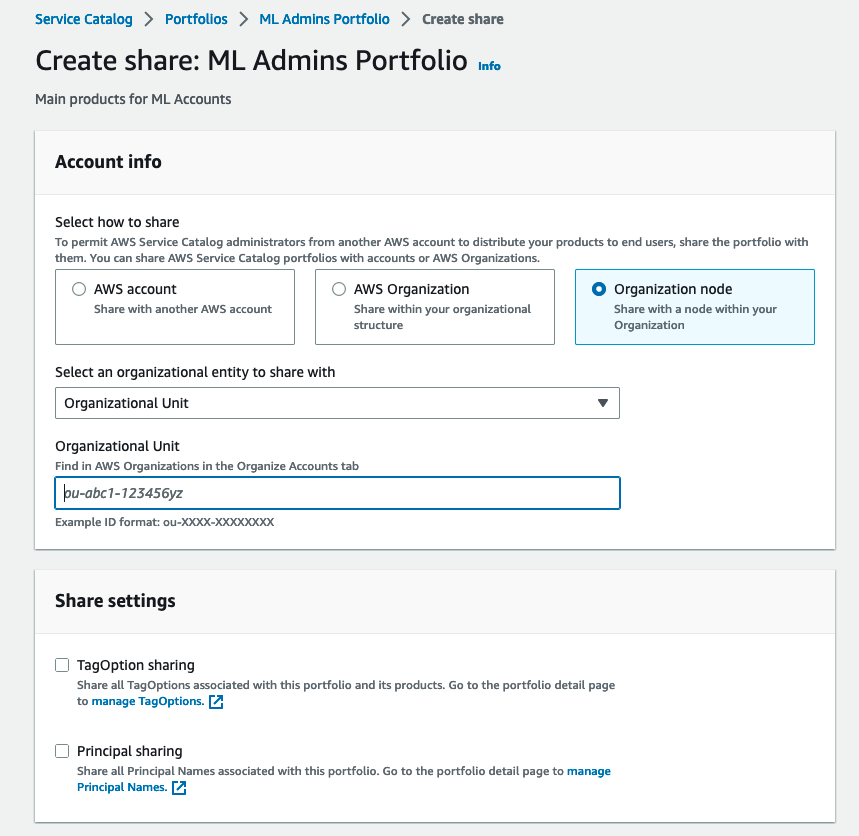 Service Catalog > Portfolios > ML Admins Portfolio > Create share
Create share: ML Admins Portfolio Info
Main products for ML Accounts
Account info
Select how to share
To permit AWS Service Catalog administrators from another AWS account to distribute your products to end users, share the portfolio with
them. You can share AWS Service Catalog portfolios with accounts or AWS Organizations.
AWS account
Share with another AWS account
AWS Organization
Share within your organizational
structure
Organization node
Share with a node within your
Organization
Select an organizational entity to share with
Organizational Unit
Organizational Unit
Find in AWS Organizations in the Organize Accounts tab
ou-abc1-123456yz
Example ID format: ou-XXXX-XXXXXXXX
Share settings
TagOption sharing
Share all TagOptions associated with this portfolio and its products. Go to the portfolio detail page
to manage TagOptions.
Principal sharing
Share all Principal Names associated with this portfolio. Go to the portfolio detail page to manage
Principal Names.